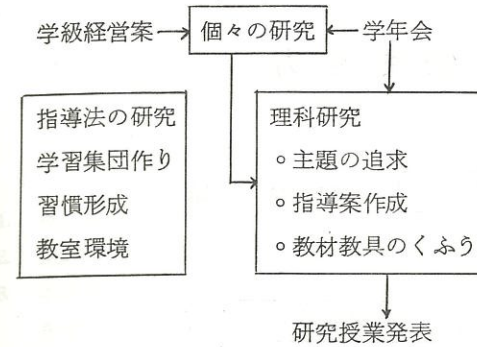 学級経営案
個々の研究
学年会
指導法の研究
学習集団作り
習慣形成
教室環境
理科研究
○主題の追求
○指導案作成
○教材教具のくふう
研究授業発表